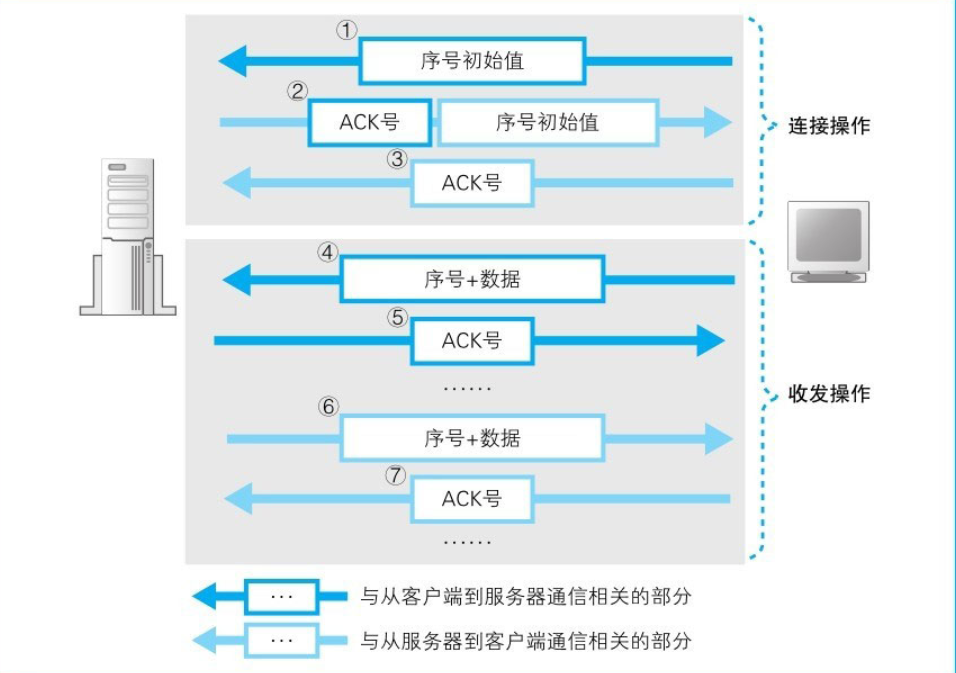 ①
序号初始值
②
ACK号
序号初始值
③
ACK号
连接操作
④
序号+数据
⑤
ACK号
……
⑥
序号+数据
⑦
ACK号
……
收发操作
… 与从客户端到服务器通信相关的部分
… 与从服务器到客户端通信相关的部分